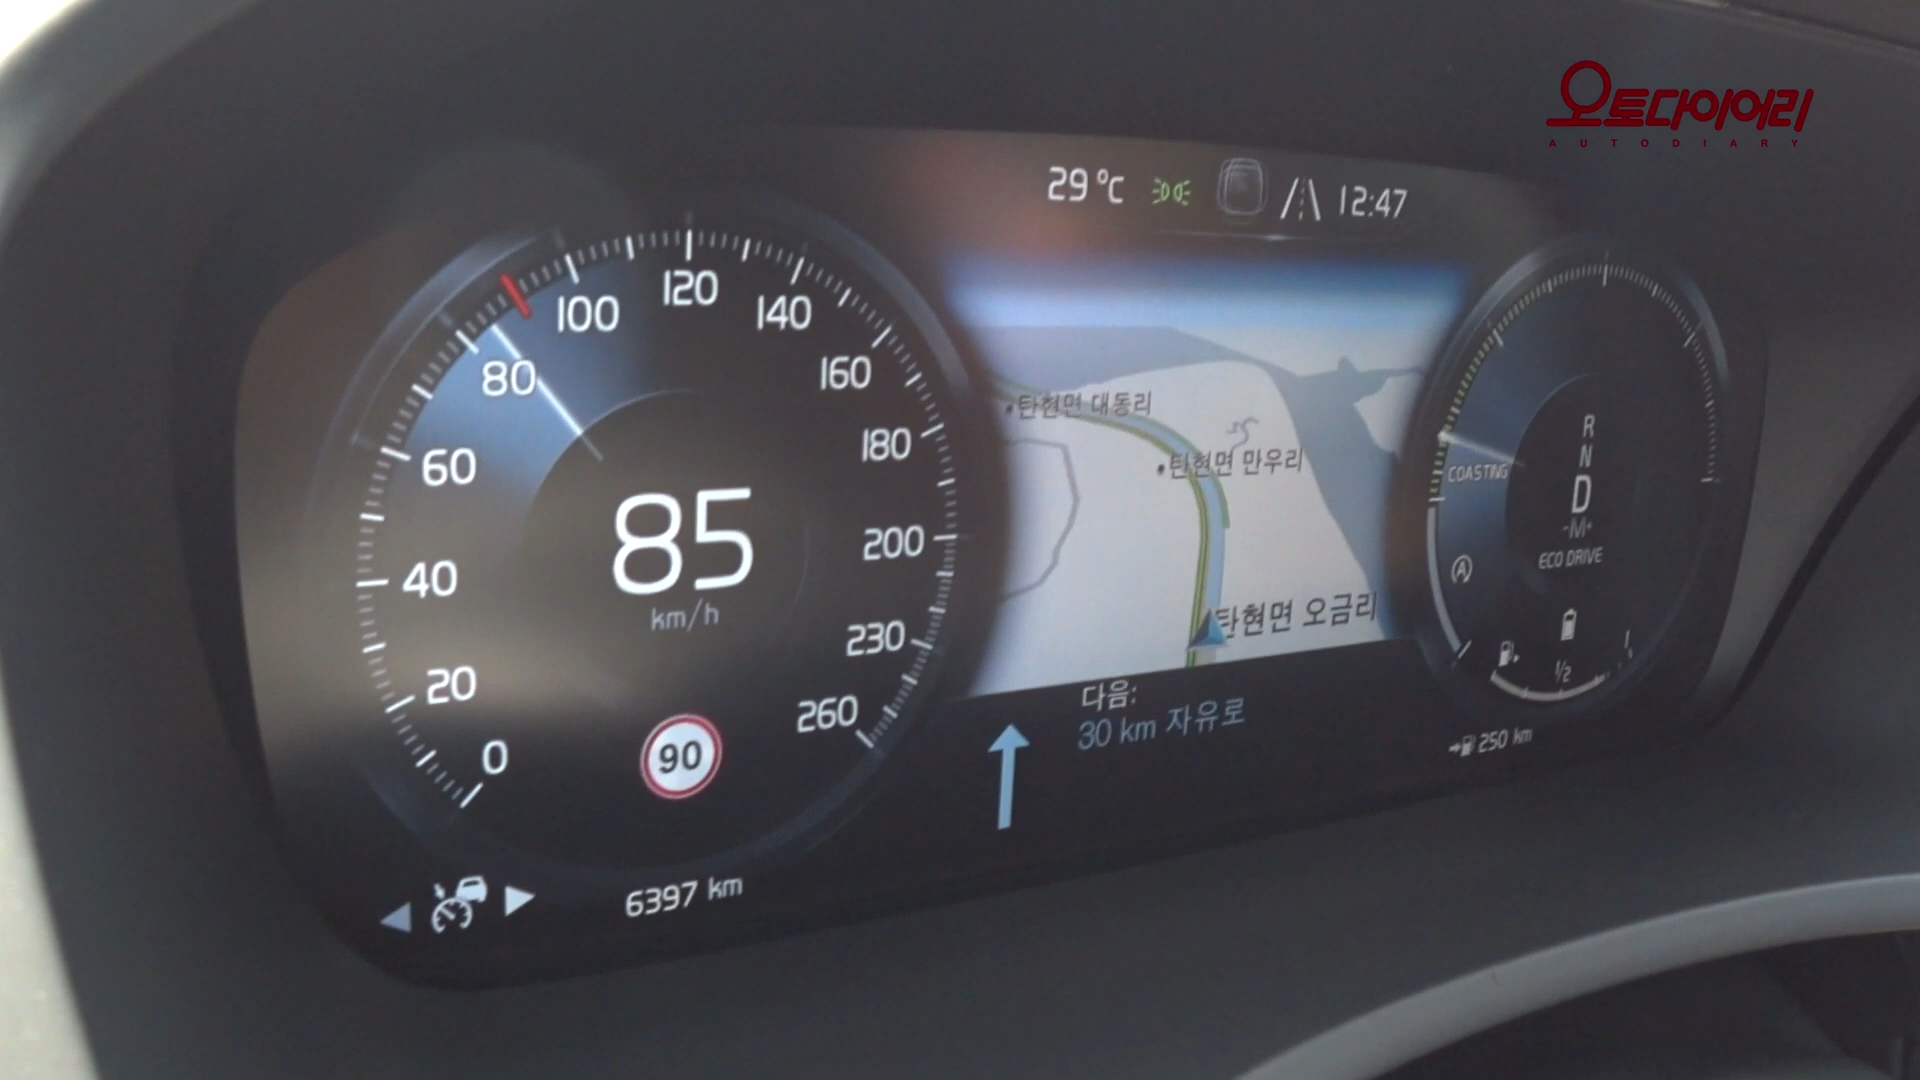 오토다이어리
AUTODIARY
29 °C
12:47
0
20
40
60
80
100
120
140
160
180
200
230
260
85
km/h
90
6397 km
탄현면 대동리
탄현면 만우리
탄현면 오금리
다음:
30 km 자유로
R
N
D
-M+
ECO DRIVE
COASTING
A
1/2
250 km